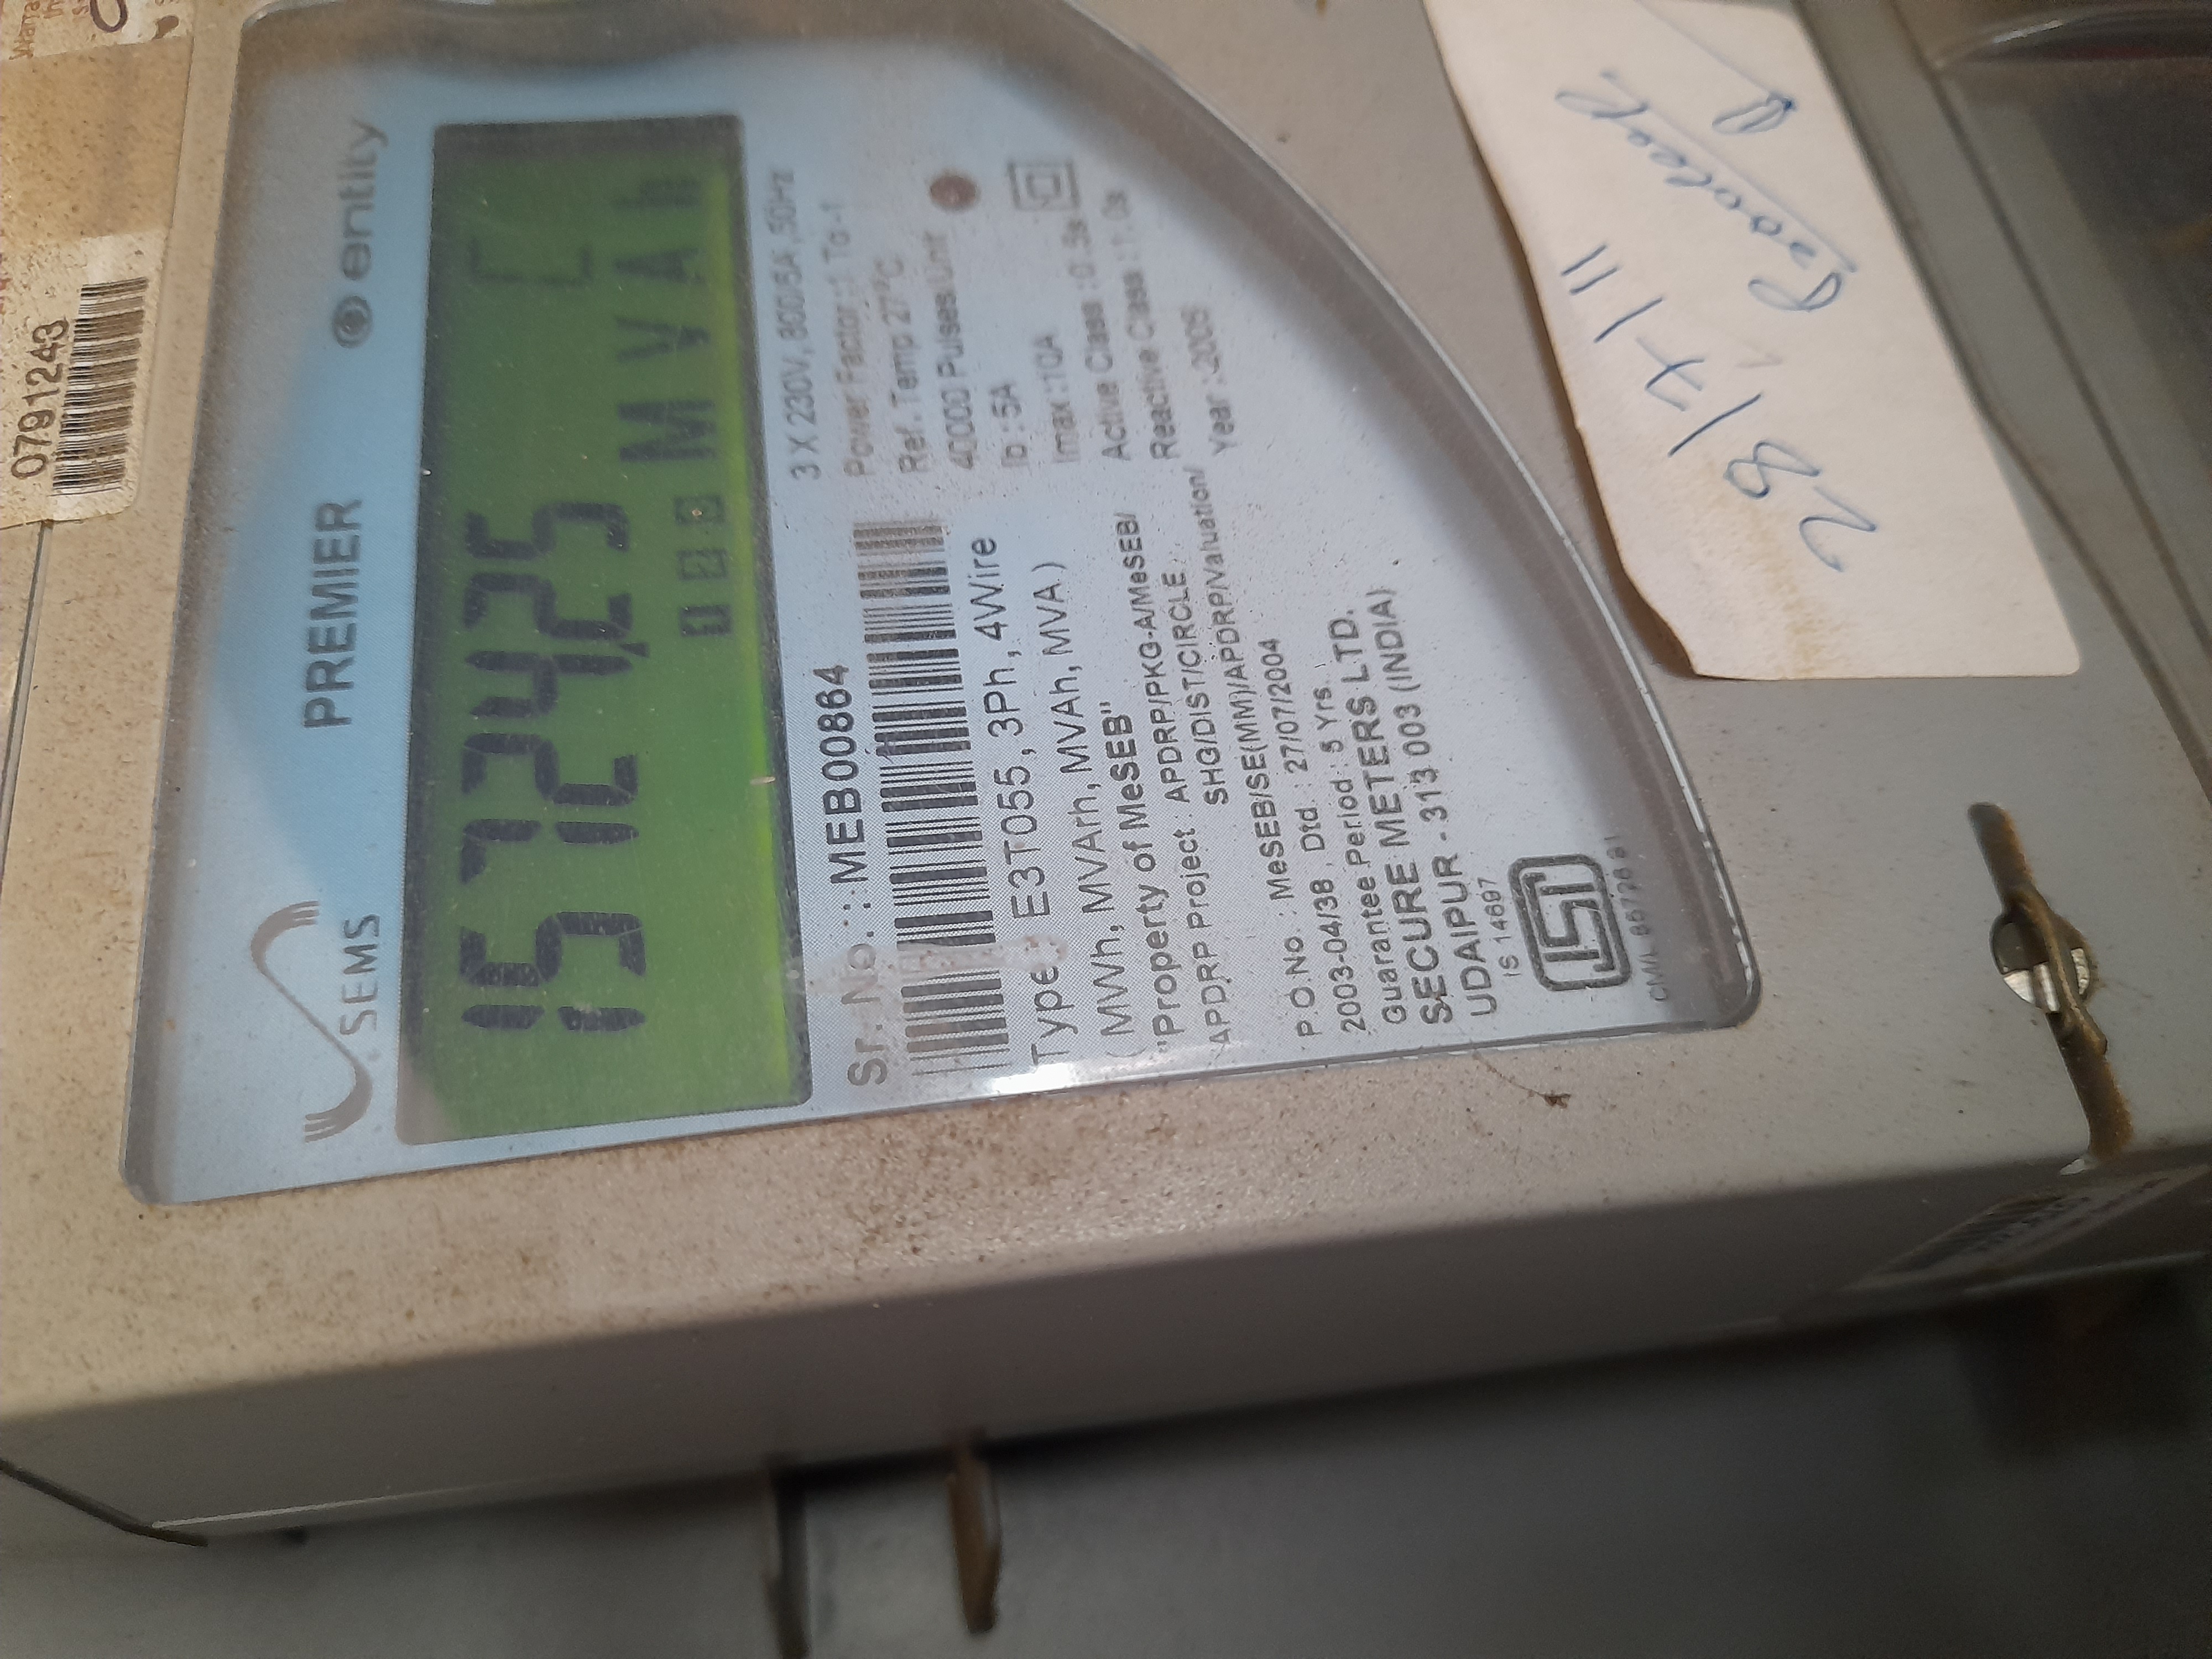 0791243
SEMS
PREMIER
entity
15724.25 C
MVAh
Sr. No. : MEB00864
Type E3T055, 3Ph, 4Wire
(MWh, MVArh, MVAh, MVA)
"Property of MeSEB"
APDRP Project : APDRP/PKG-A/MeSEB/
SHG/DIST/CIRCLE
P.O.No. : MeSEB/SE(MM)/APDRP/Valuation/
2003-04/38, Dtd : 27/07/2004
Guarantee Period : 5 Yrs.
SECURE METERS LTD.
UDAIPUR - 313 003 (INDIA)
IS 14697
3 X 230V, 800/5A, 50Hz
Power Factor :1 To -1
Ref. Temp 27°C
40000 Pulses/Unit
Ib : 5A
Imax :10A
Active Class : 0.5s
Reactive Class : 1.0s
Year : 2005
28/7/11